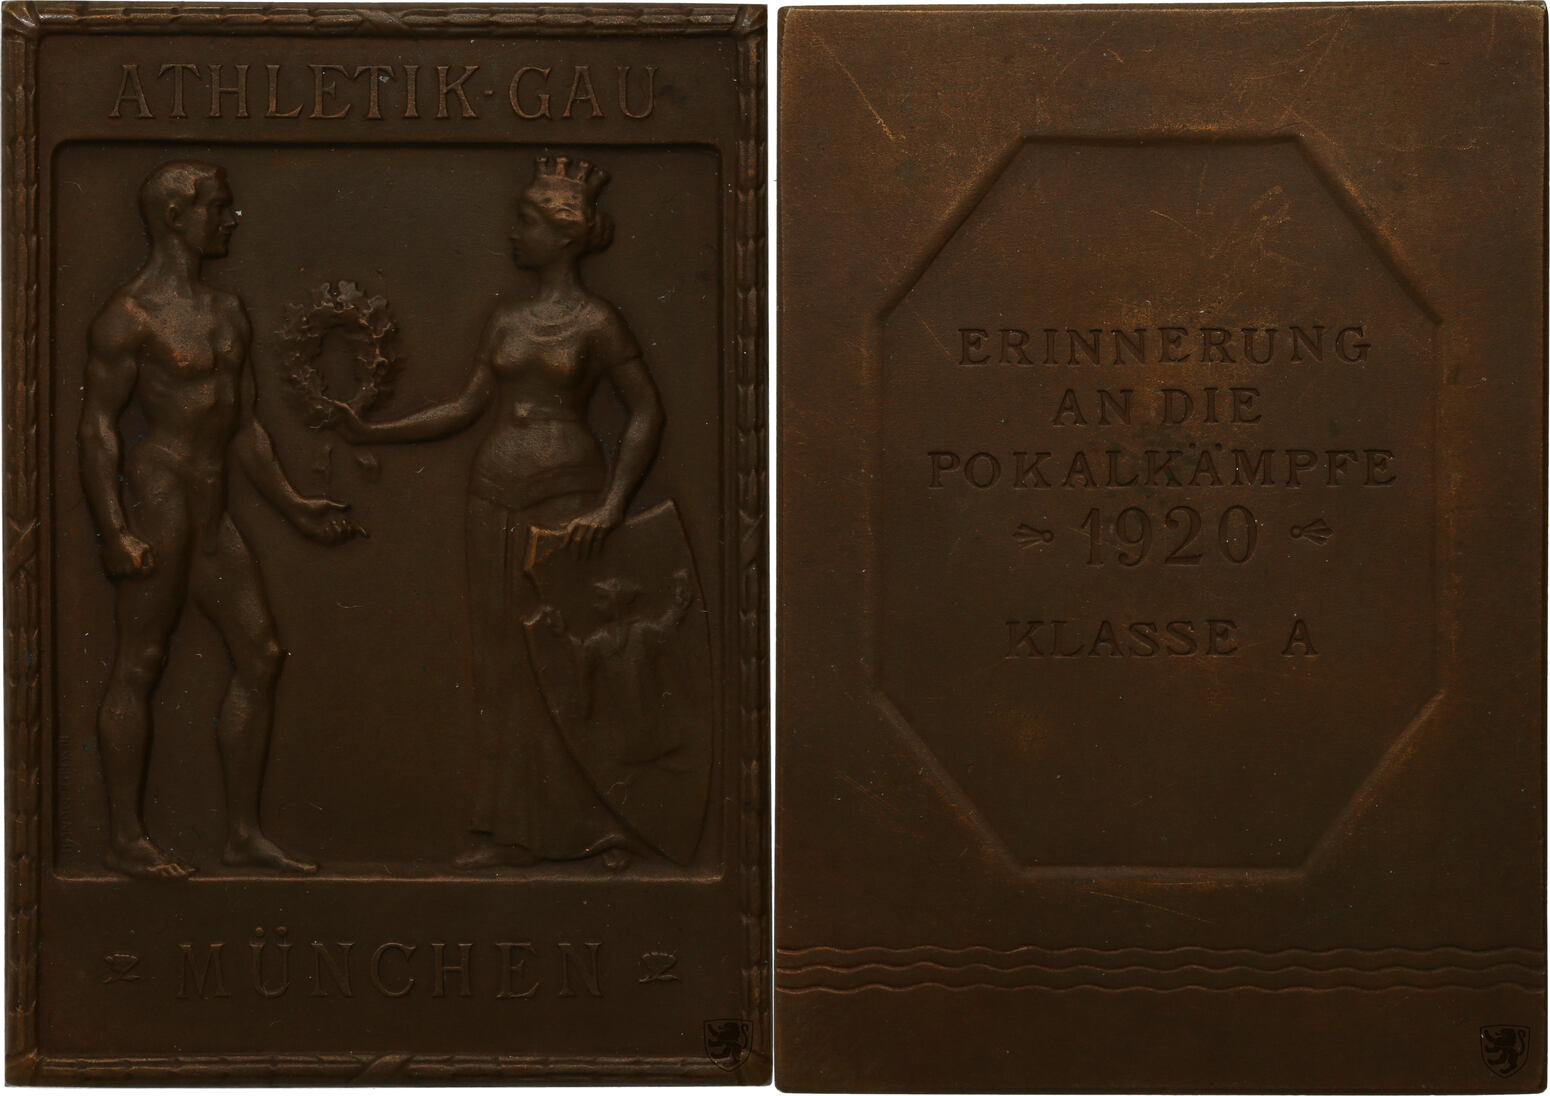 ATHLETIK-GAU
MÜNCHEN
ERINNERUNG
AN DIE
POKALKÄMPFE
1920
KLASSE A